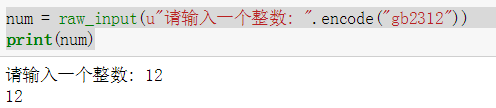 num = raw_input(u"请输入一个整数: ".encode("gb2312"))
print(num)
请输入一个整数: 12
12